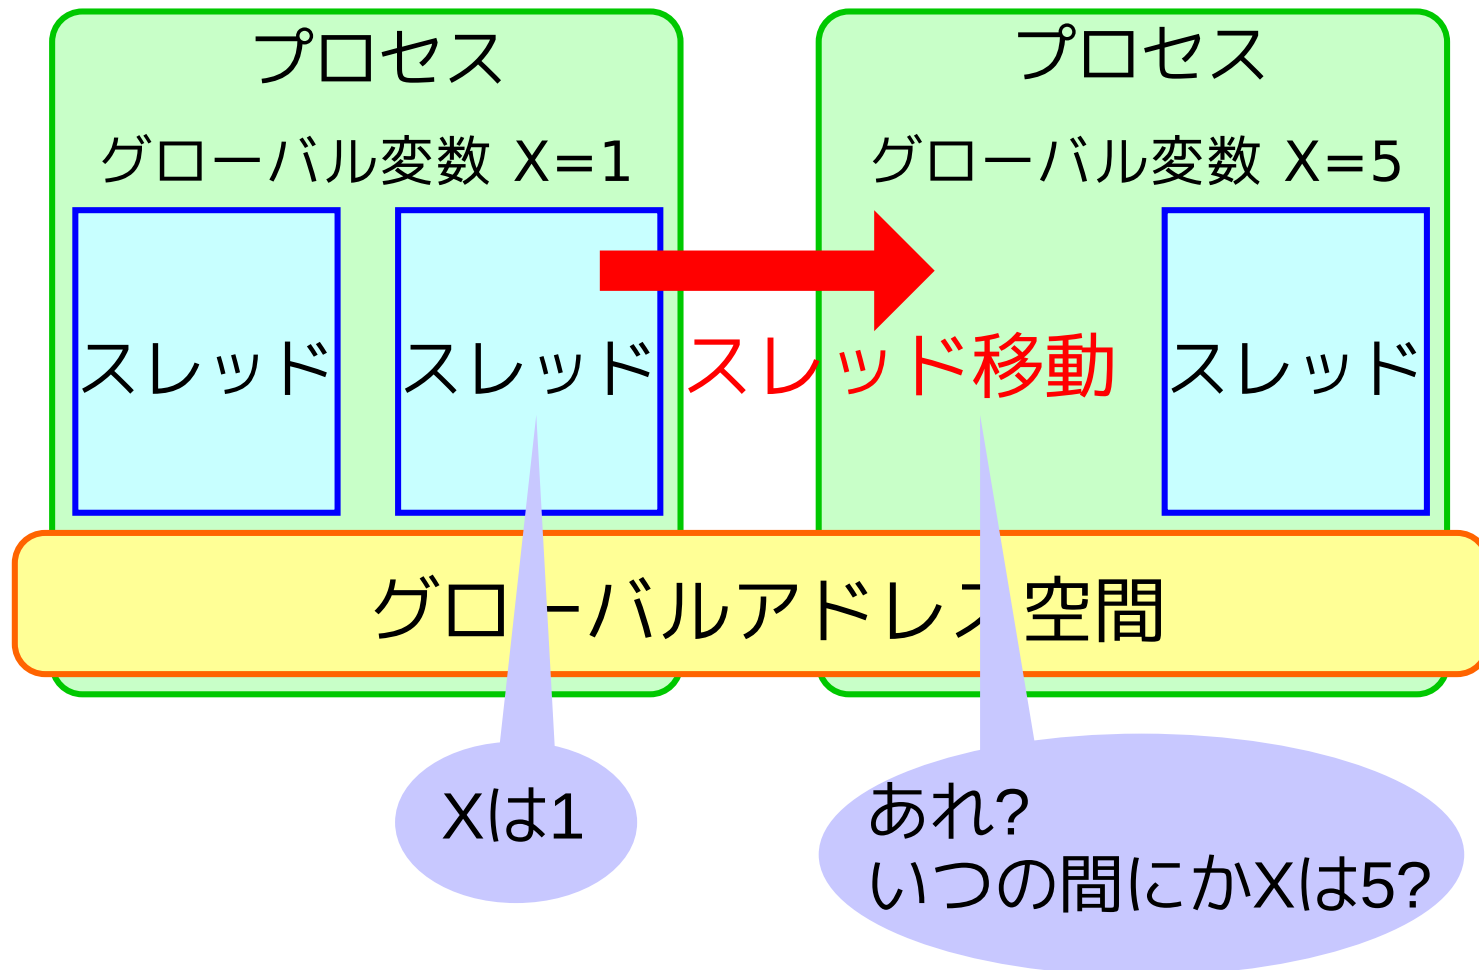 プロセス
プロセス
グローバル変数 X=1
グローバル変数 X=5
スレッド
スレッド
スレッド移動
スレッド
グローバルアドレス空間
Xは1
あれ?
いつの間にかXは5?